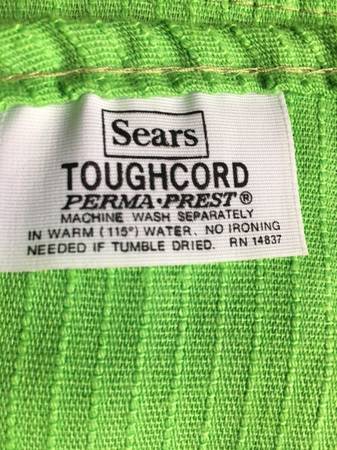 Sears
TOUGHCORD
PERMA·PREST®
MACHINE WASH SEPARATELY
IN WARM (115°) WATER. NO IRONING
NEEDED IF TUMBLE DRIED. RN 14837